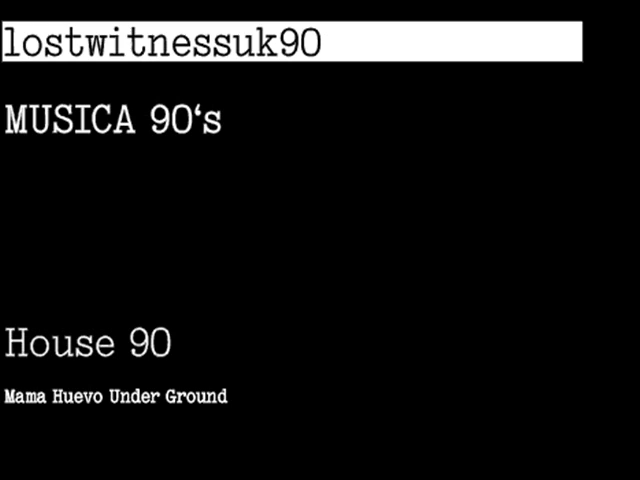 lostwitnessuk90
MUSICA 90‘s
House 90
Mama Huevo Under Ground